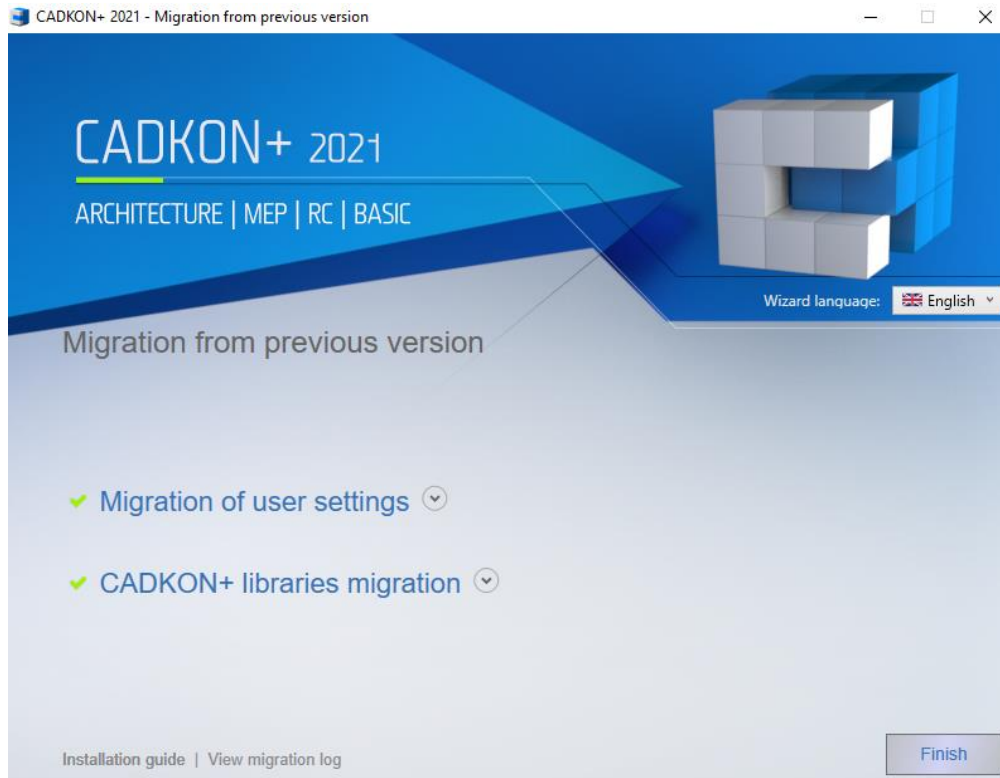 CADKON+ 2021 - Migration from previous version
CADKON+ 2021
ARCHITECTURE | MEP | RC | BASIC
Wizard language: English
Migration from previous version
Migration of user settings
CADKON+ libraries migration
Installation guide | View migration log
Finish